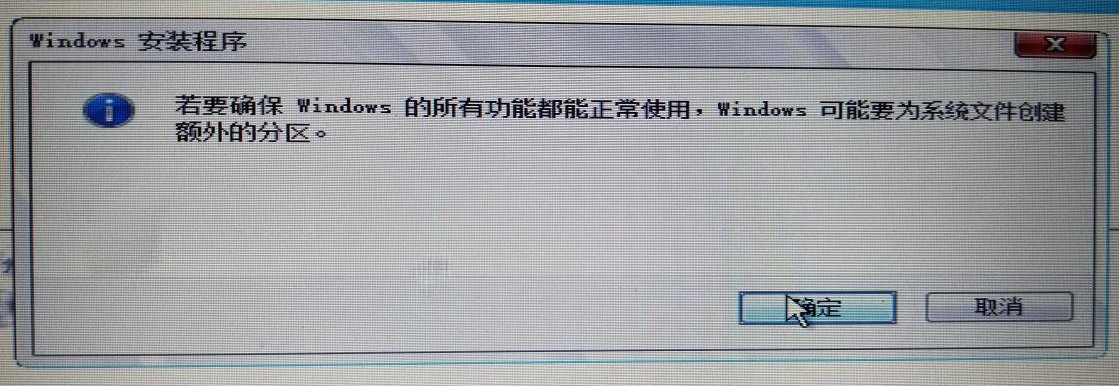 Windows 安装程序
若要确保 Windows 的所有功能都能正常使用，Windows 可能要为系统文件创建
额外的分区。
确定
取消